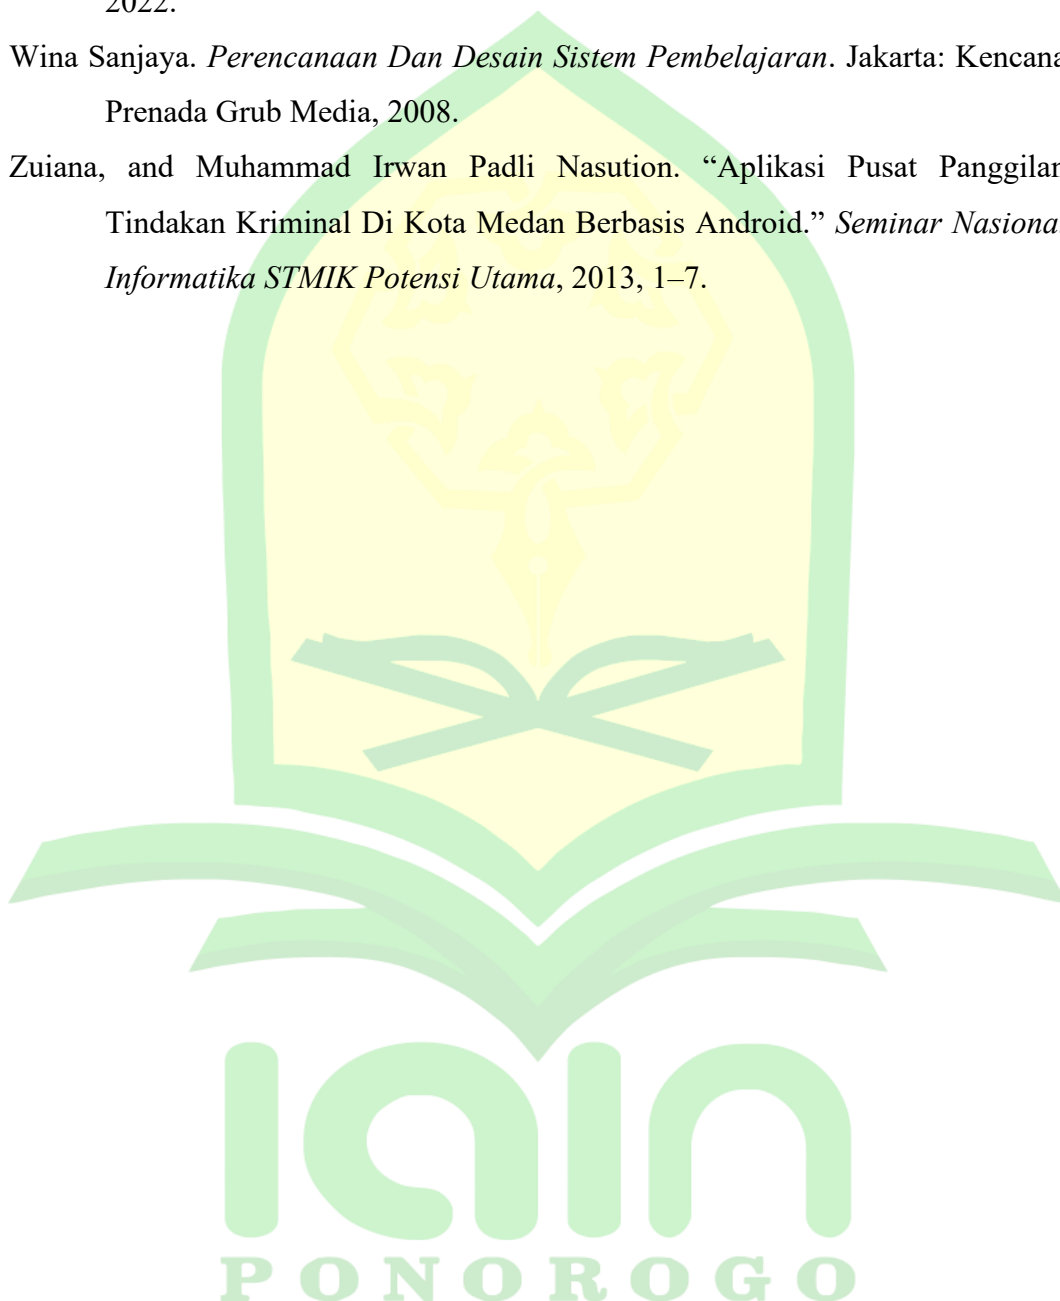 2022.
Wina Sanjaya. Perencanaan Dan Desain Sistem Pembelajaran. Jakarta: Kencana
Prenada Grub Media, 2008.
Zuiana, and Muhammad Irwan Padli Nasution. “Aplikasi Pusat Panggilan
Tindakan Kriminal Di Kota Medan Berbasis Android.” Seminar Nasional
Informatika STMIK Potensi Utama, 2013, 1–7.
iain
PONOROGO